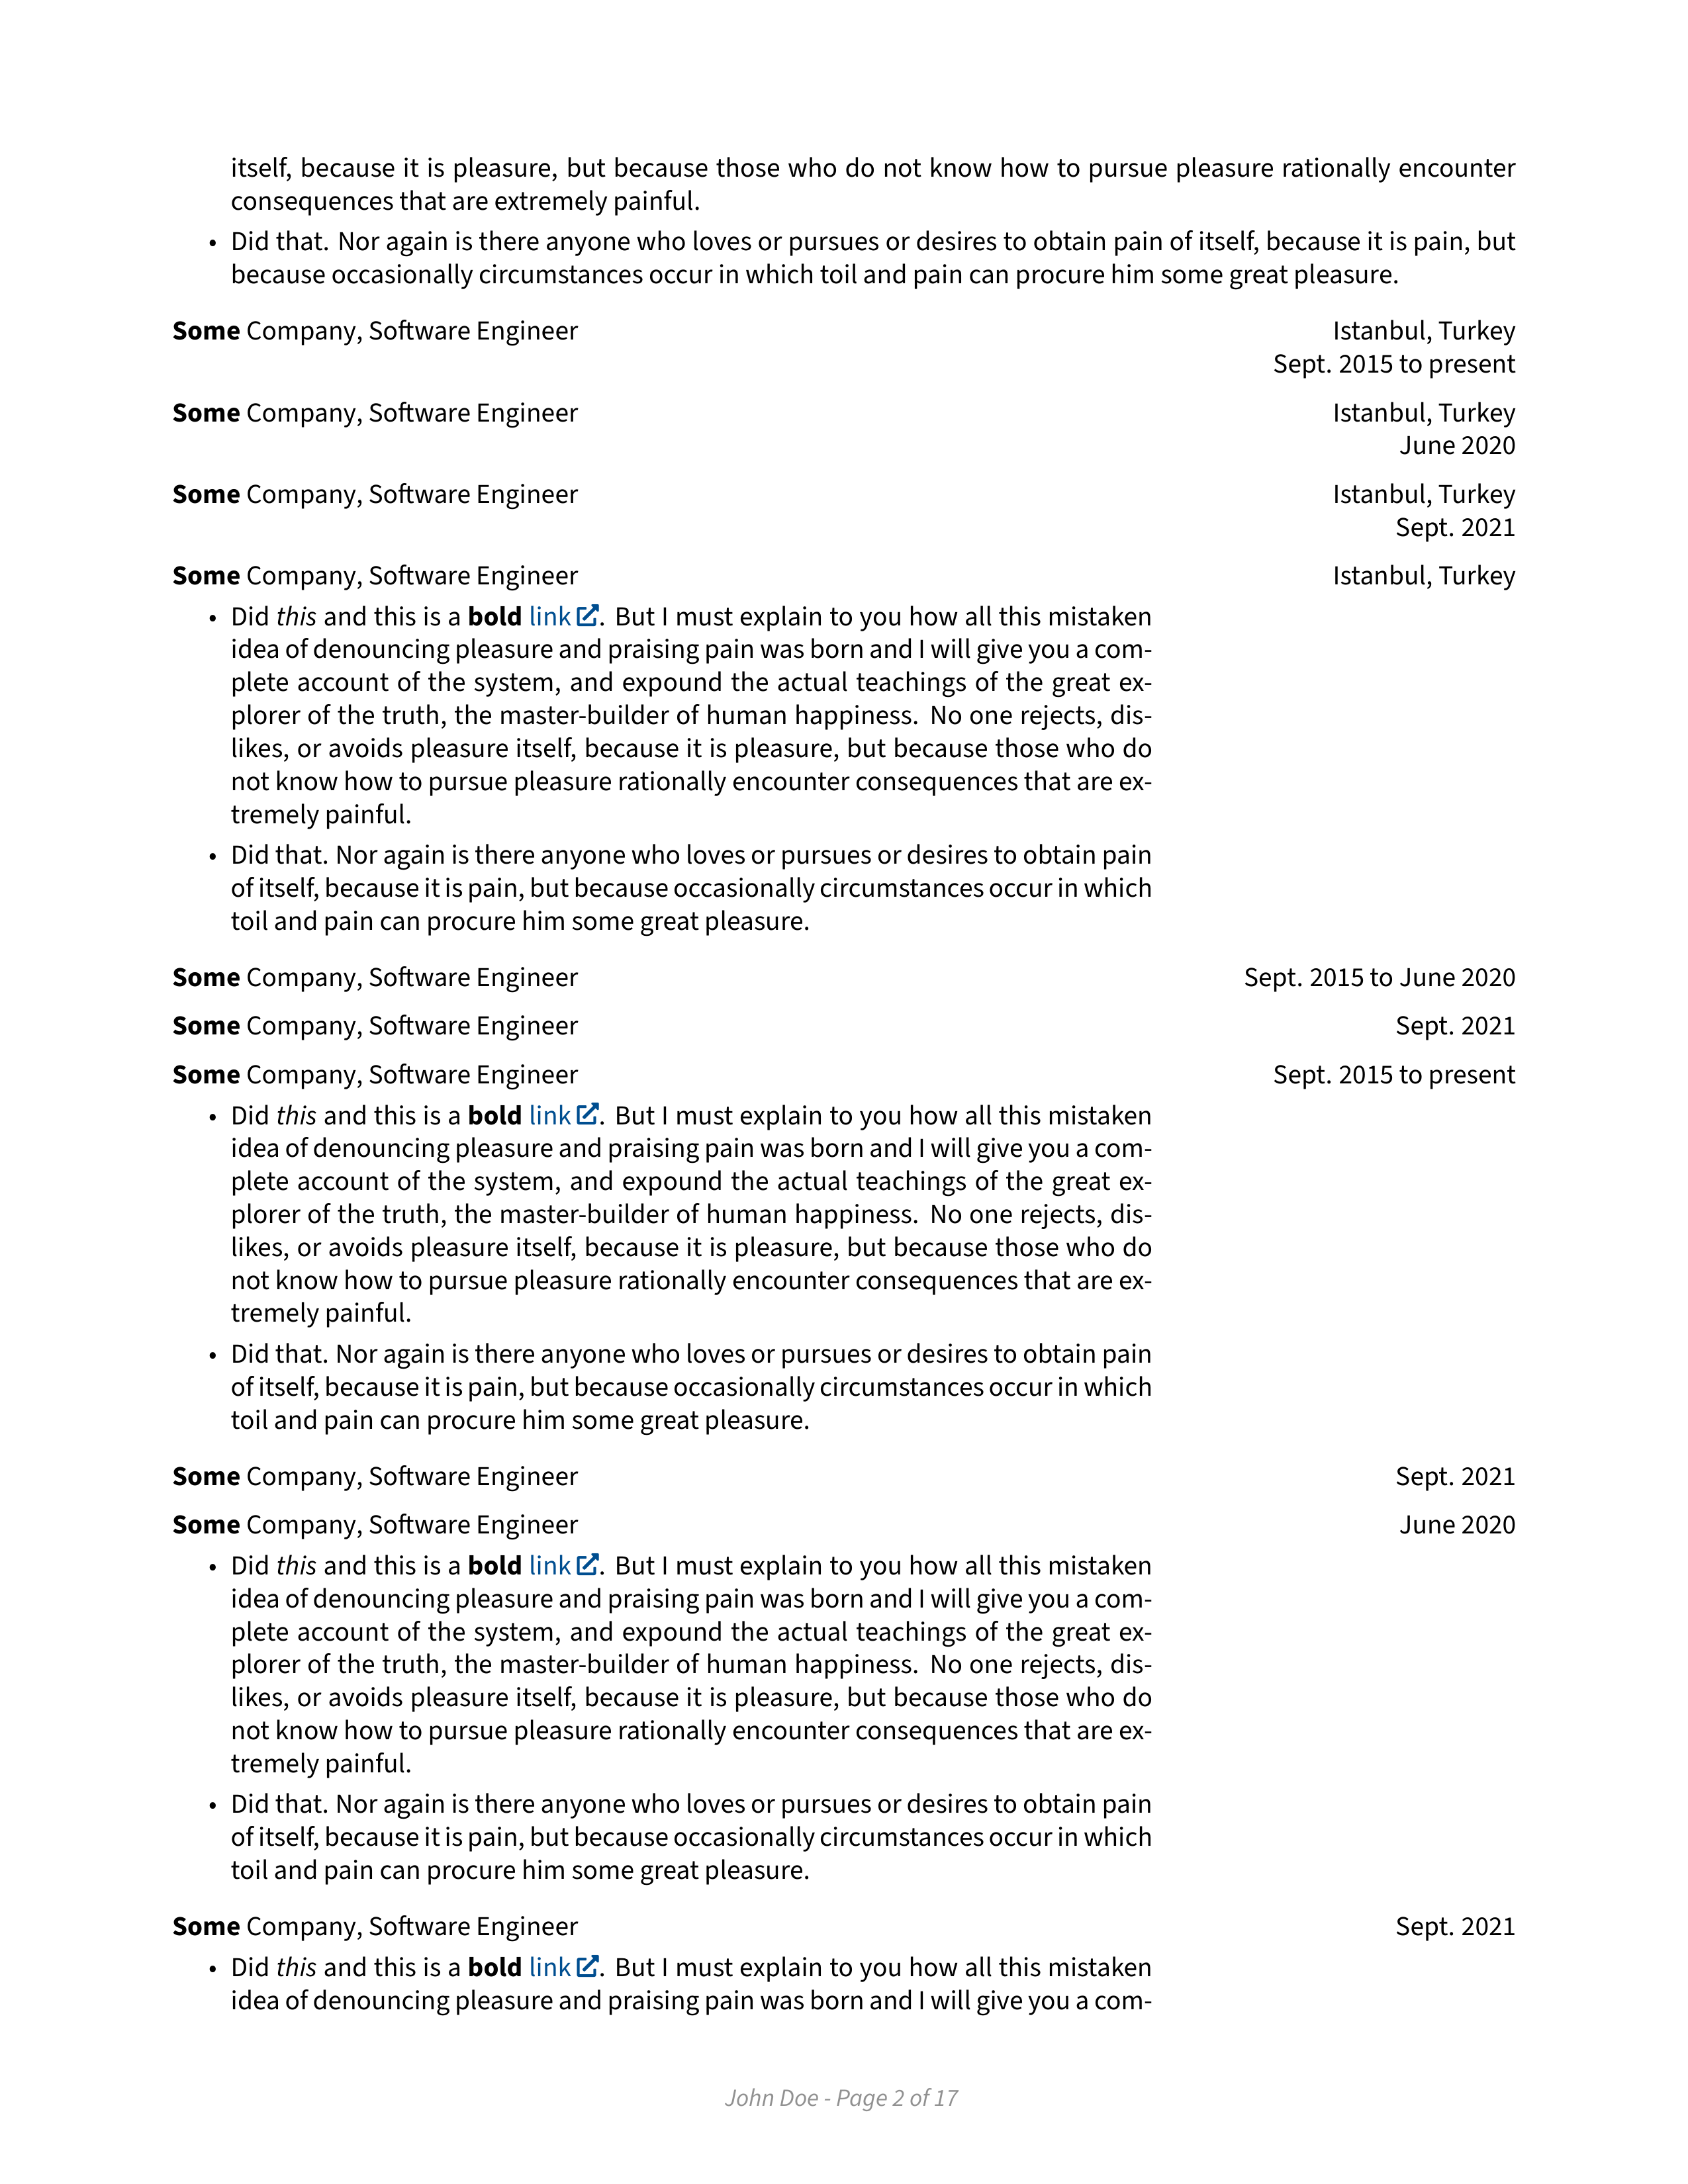 itself, because it is pleasure, but because those who do not know how to pursue pleasure rationally encounter
consequences that are extremely painful.
• Did that. Nor again is there anyone who loves or pursues or desires to obtain pain of itself, because it is pain, but
because occasionally circumstances occur in which toil and pain can procure him some great pleasure.
Some Company, Software Engineer Istanbul, Turkey
Sept. 2015 to present
Some Company, Software Engineer Istanbul, Turkey
June 2020
Some Company, Software Engineer Istanbul, Turkey
Sept. 2021
Some Company, Software Engineer Istanbul, Turkey
• Did this and this is a bold link. But I must explain to you how all this mistaken
idea of denouncing pleasure and praising pain was born and I will give you a com-
plete account of the system, and expound the actual teachings of the great ex-
plorer of the truth, the master-builder of human happiness. No one rejects, dis-
likes, or avoids pleasure itself, because it is pleasure, but because those who do
not know how to pursue pleasure rationally encounter consequences that are ex-
tremely painful.
• Did that. Nor again is there anyone who loves or pursues or desires to obtain pain
of itself, because it is pain, but because occasionally circumstances occur in which
toil and pain can procure him some great pleasure.
Some Company, Software Engineer Sept. 2015 to June 2020
Some Company, Software Engineer Sept. 2021
Some Company, Software Engineer Sept. 2015 to present
• Did this and this is a bold link. But I must explain to you how all this mistaken
idea of denouncing pleasure and praising pain was born and I will give you a com-
plete account of the system, and expound the actual teachings of the great ex-
plorer of the truth, the master-builder of human happiness. No one rejects, dis-
likes, or avoids pleasure itself, because it is pleasure, but because those who do
not know how to pursue pleasure rationally encounter consequences that are ex-
tremely painful.
• Did that. Nor again is there anyone who loves or pursues or desires to obtain pain
of itself, because it is pain, but because occasionally circumstances occur in which
toil and pain can procure him some great pleasure.
Some Company, Software Engineer Sept. 2021
Some Company, Software Engineer June 2020
• Did this and this is a bold link. But I must explain to you how all this mistaken
idea of denouncing pleasure and praising pain was born and I will give you a com-
plete account of the system, and expound the actual teachings of the great ex-
plorer of the truth, the master-builder of human happiness. No one rejects, dis-
likes, or avoids pleasure itself, because it is pleasure, but because those who do
not know how to pursue pleasure rationally encounter consequences that are ex-
tremely painful.
• Did that. Nor again is there anyone who loves or pursues or desires to obtain pain
of itself, because it is pain, but because occasionally circumstances occur in which
toil and pain can procure him some great pleasure.
Some Company, Software Engineer Sept. 2021
• Did this and this is a bold link. But I must explain to you how all this mistaken
idea of denouncing pleasure and praising pain was born and I will give you a com-
John Doe - Page 2 of 17